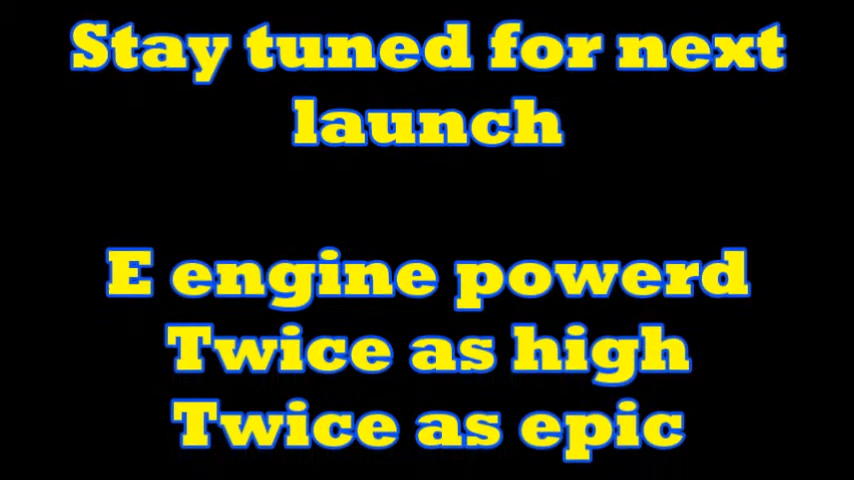 Stay tuned for next
launch
E engine powerd
Twice as high
Twice as epic